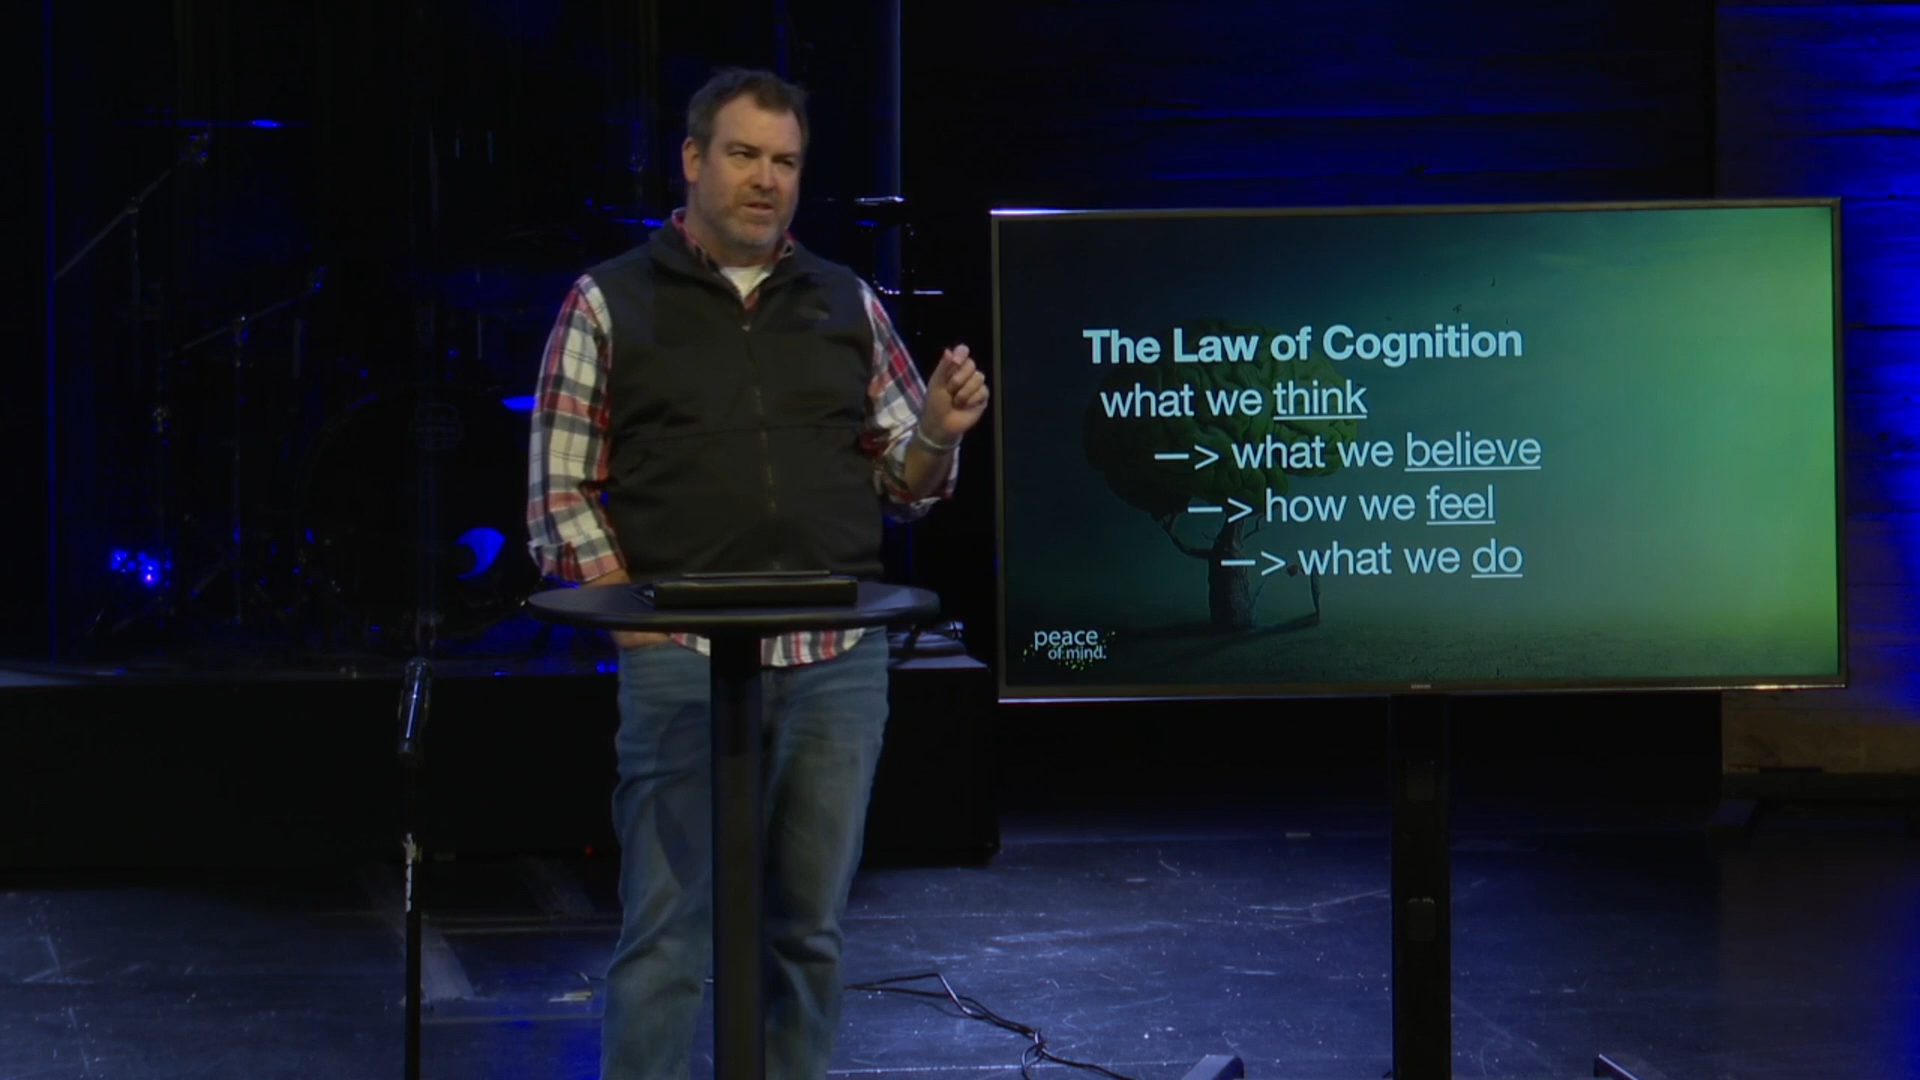 The Law of Cognition
what we think
—> what we believe
—> how we feel
—> what we do
peace
of mind.